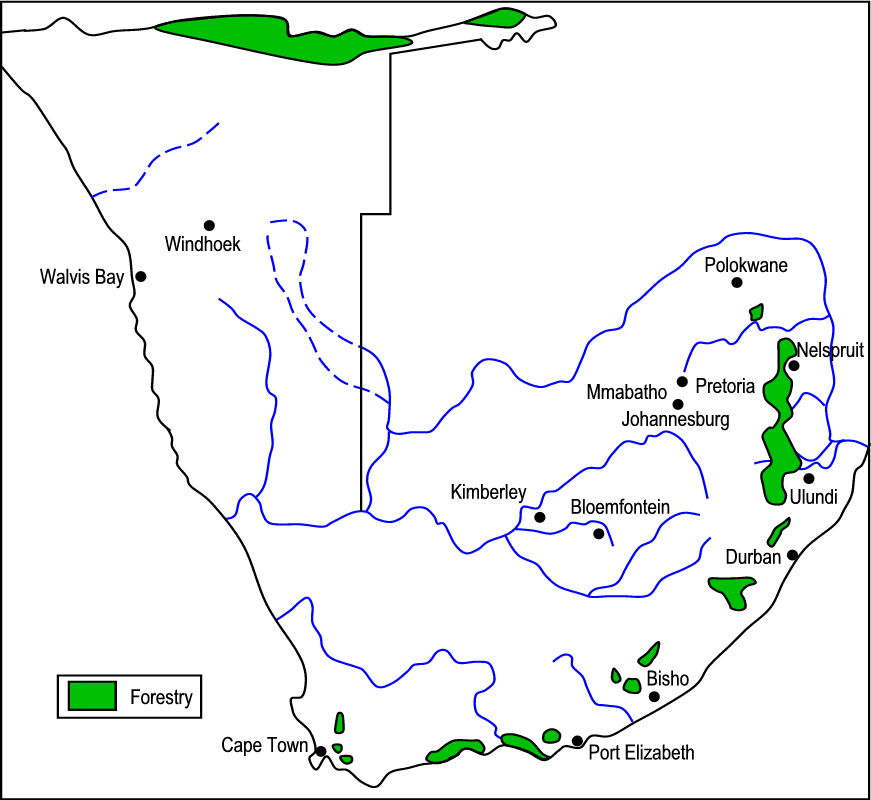 Windhoek
Walvis Bay
Polokwane
Nelspruit
Mmabatho
Pretoria
Johannesburg
Kimberley
Bloemfontein
Ulundi
Durban
Bisho
Forestry
Cape Town
Port Elizabeth